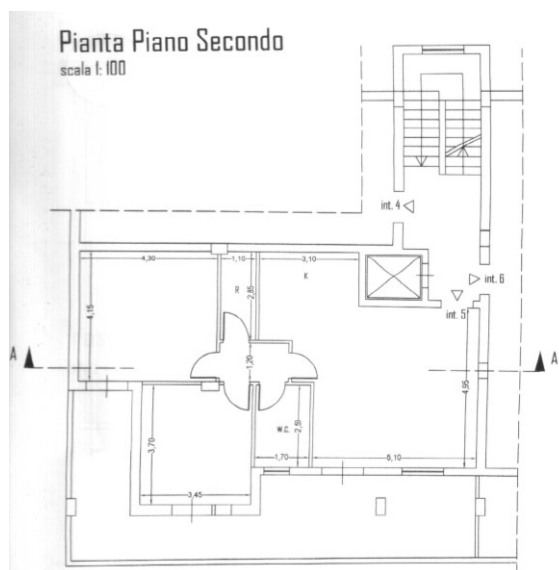 Pianta Piano Secondo
scala 1: 100
int. 4
int. 6
int. 5
4,30
1,10
3,10
K
2,85
4,15
A
A
1,20
4,95
3,70
W.C.
2,50
1,70
5,10
3,45